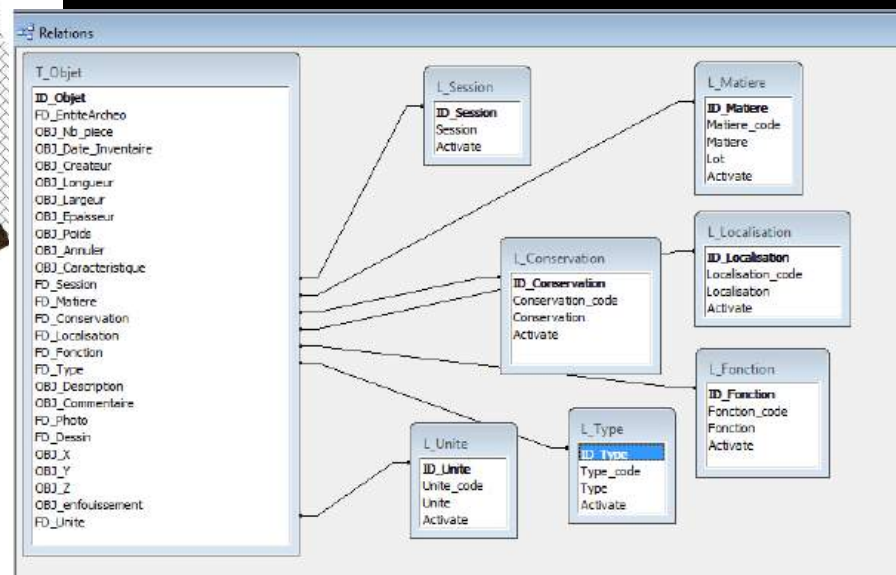 Relations
T_Objet
ID_Objet
FD_EntiteArcheo
OBJ_Nb_piece
OBJ_Date_Inventaire
OBJ_Createur
OBJ_Longueur
OBJ_Largeur
OBJ_Epaisseur
OBJ_Poids
OBJ_Annuler
OBJ_Caracteristique
FD_Session
FD_Matiere
FD_Conservation
FD_Localisation
FD_Fonction
FD_Type
OBJ_Description
OBJ_Commentaire
FD_Photo
FD_Dessin
OBJ_X
OBJ_Y
OBJ_Z
OBJ_enfouissement
FD_Unite
L_Session
ID_Session
Session
Activate
L_Matiere
ID_Matiere
Matiere_code
Matiere
Lot
Activate
L_Conservation
ID_Conservation
Conservation_code
Conservation
Activate
L_Localisation
ID_Localisation
Localisation_code
Localisation
Activate
L_Fonction
ID_Fonction
Fonction_code
Fonction
Activate
L_Unite
ID_Unite
Unite_code
Unite
Activate
L_Type
ID_Type
Type_code
Type
Activate